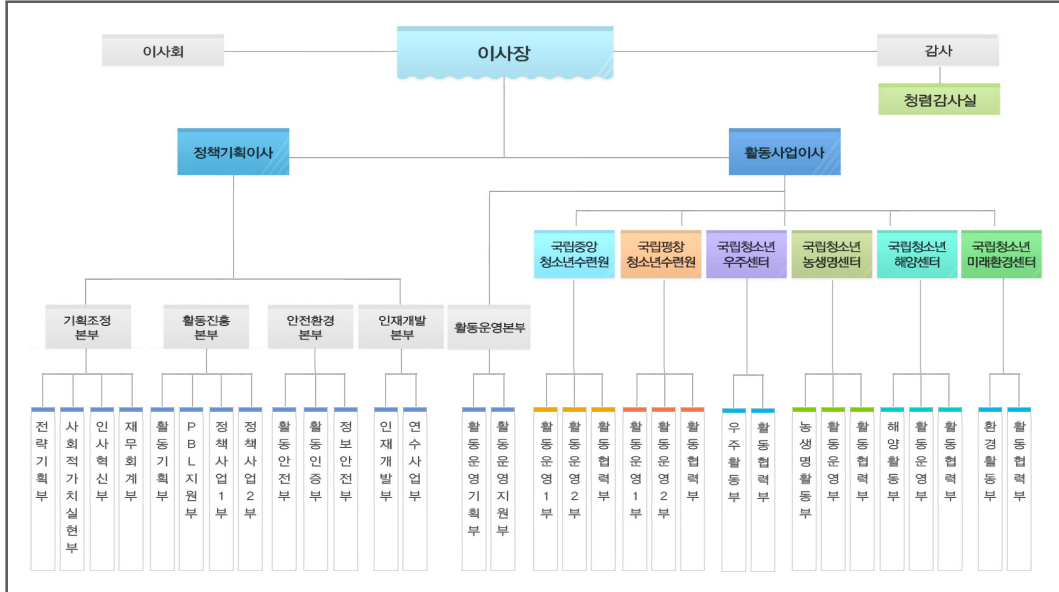 이사회
이사장
감사
청렴감사실
정책기획이사
활동사업이사
국립중앙
청소년수련원
국립평창
청소년수련원
국립청소년
우주센터
국립청소년
농생명센터
국립청소년
해양센터
국립청소년
미래환경센터
기획조정
본부
활동진흥
본부
안전환경
본부
인재개발
본부
활동운영본부
전략기획부
사회적가치실현부
인사혁신부
재무회계부
활동기획부
PBL지원부
정책사업1부
정책사업2부
활동안전부
활동인증부
정보안전부
인재개발부
연수사업부
활동운영기획부
활동운영지원부
활동운영1부
활동운영2부
활동협력부
활동운영1부
활동운영2부
활동협력부
우주활동부
활동협력부
농생명활동부
활동운영부
활동협력부
해양활동부
활동운영부
활동협력부
환경활동부
활동협력부